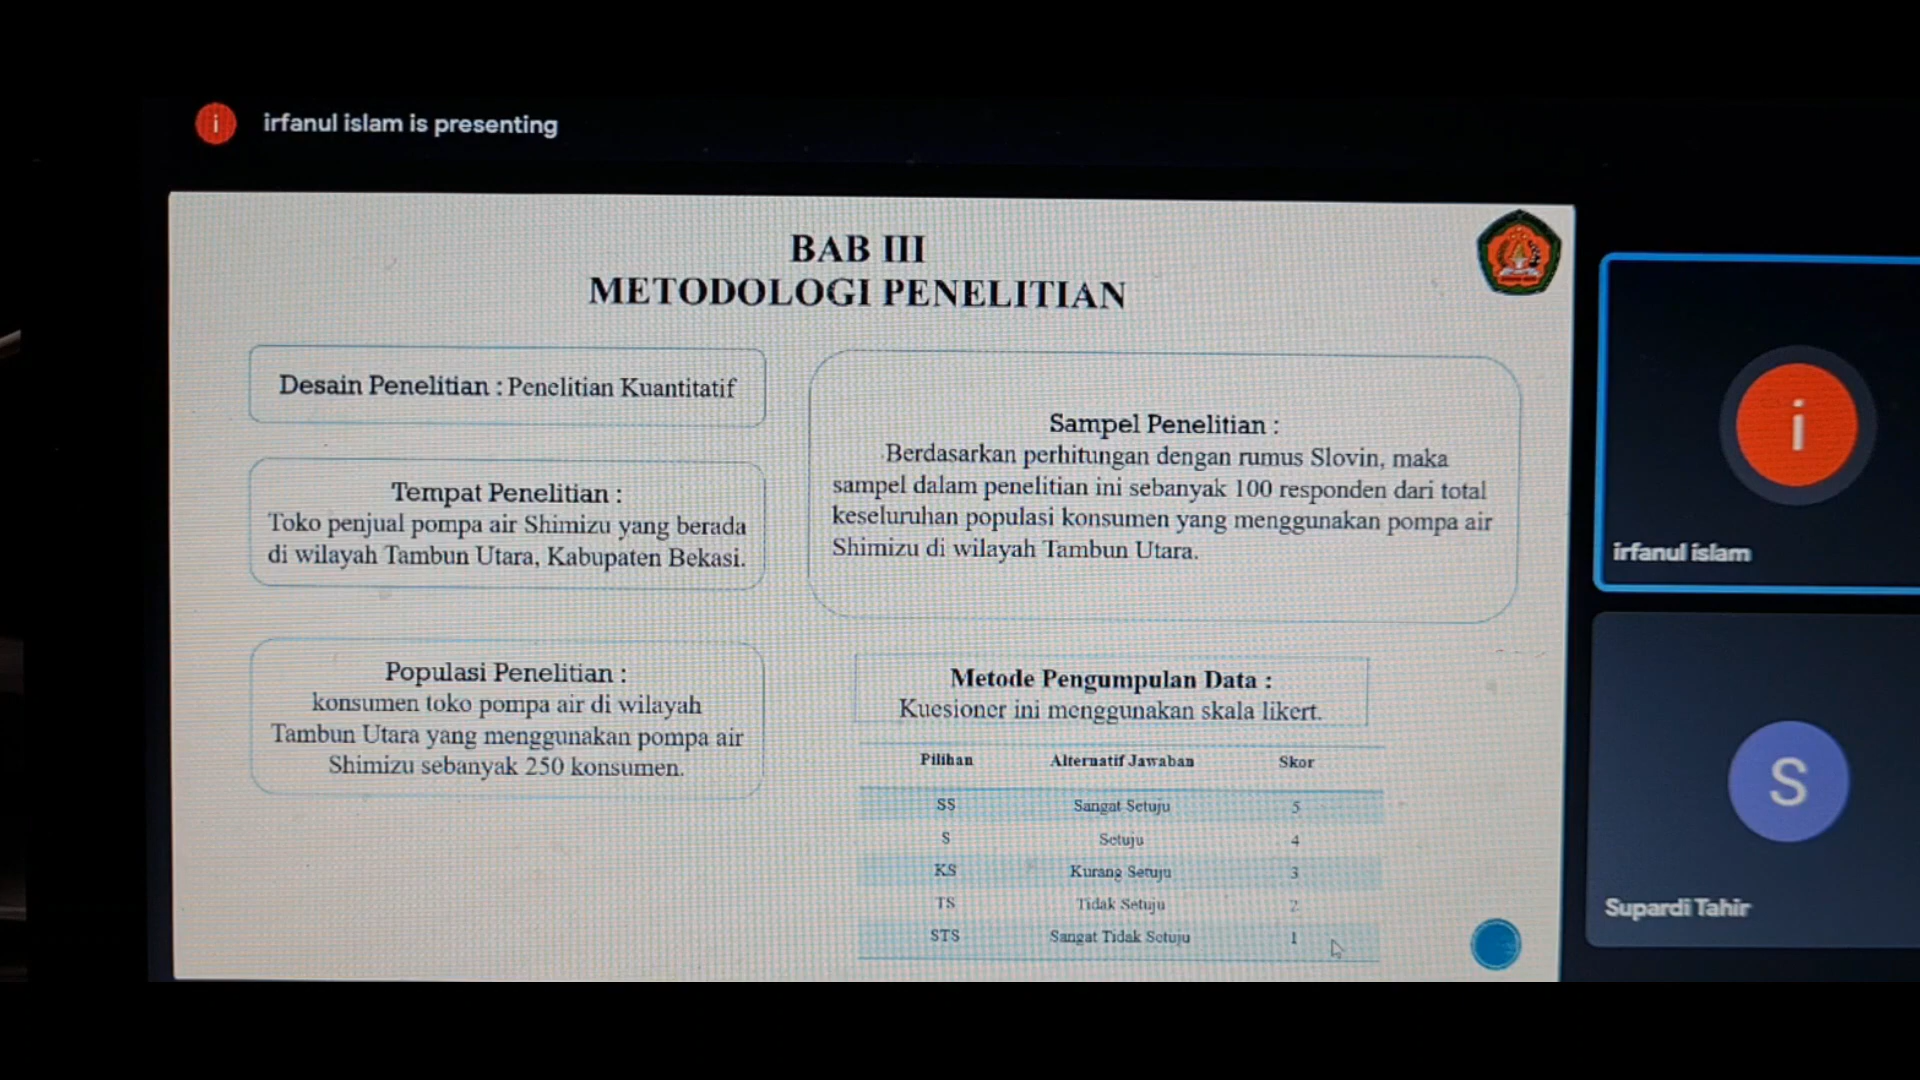 i
irfanul islam is presenting
BAB III
METODOLOGI PENELITIAN
Desain Penelitian : Penelitian Kuantitatif
Tempat Penelitian :
Toko penjual pompa air Shimizu yang berada
di wilayah Tambun Utara, Kabupaten Bekasi.
Populasi Penelitian :
konsumen toko pompa air di wilayah
Tambun Utara yang menggunakan pompa air
Shimizu sebanyak 250 konsumen.
Sampel Penelitian :
Berdasarkan perhitungan dengan rumus Slovin, maka
sampel dalam penelitian ini sebanyak 100 responden dari total
keseluruhan populasi konsumen yang menggunakan pompa air
Shimizu di wilayah Tambun Utara.
Metode Pengumpulan Data :
Kuesioner ini menggunakan skala likert.
Pilihan Alternatif Jawaban Skor
SS Sangat Setuju 5
S Setuju 4
KS Kurang Setuju 3
TS Tidak Setuju 2
STS Sangat Tidak Setuju 1
i
irfanul islam
S
Supardi Tahir